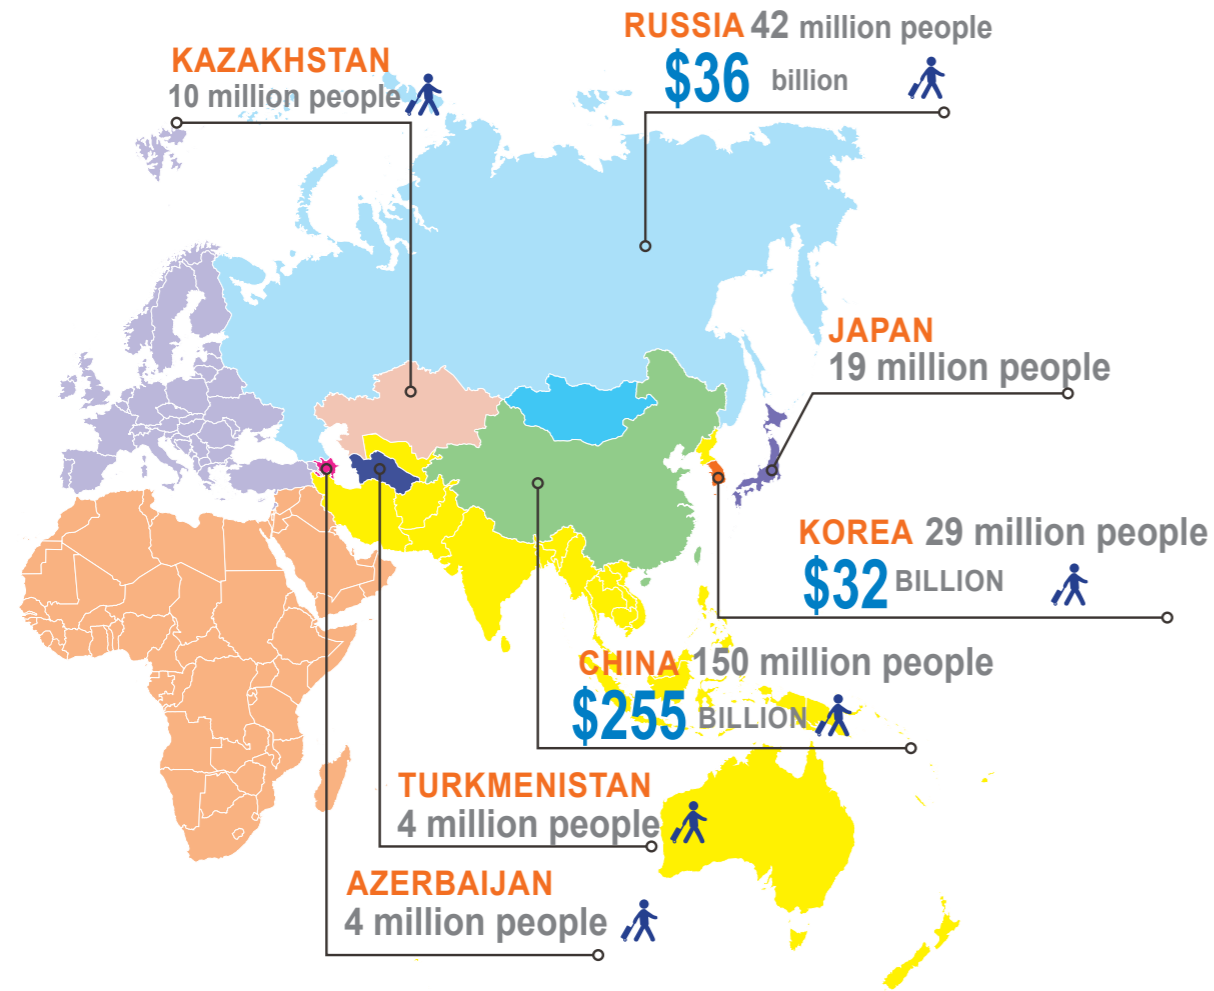 RUSSIA 42 million people
$36 billion
KAZAKHSTAN
10 million people
JAPAN
19 million people
KOREA 29 million people
$32 BILLION
CHINA 150 million people
$255 BILLION
TURKMENISTAN
4 million people
AZERBAIJAN
4 million people